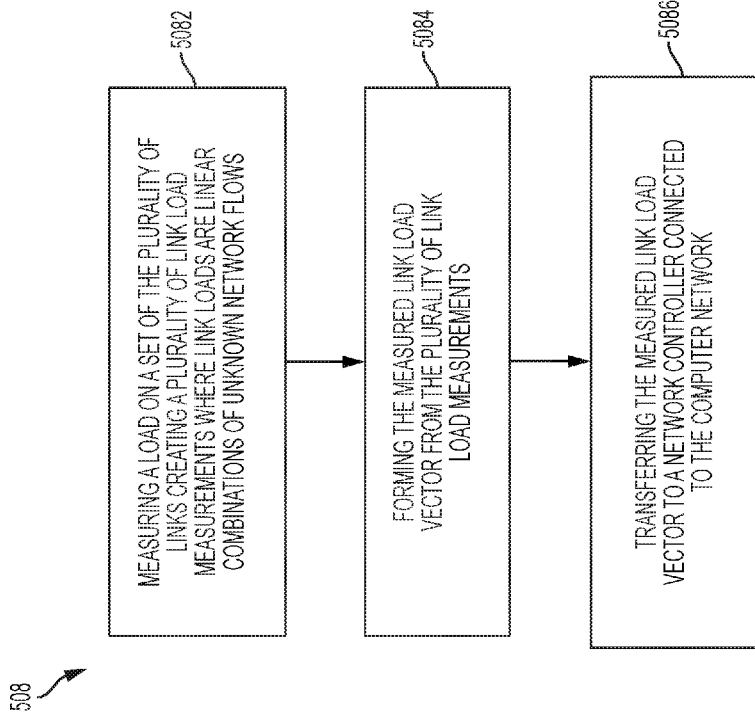 508
MEASURING A LOAD ON A SET OF THE PLURALITY OF
LINKS CREATING A PLURALITY OF LINK LOAD
MEASUREMENTS WHERE LINK LOADS ARE LINEAR
COMBINATIONS OF UNKNOWN NETWORK FLOWS
5082
FORMING THE MEASURED LINK LOAD
VECTOR FROM THE PLURALITY OF LINK
LOAD MEASUREMENTS
5084
TRANSFERRING THE MEASURED LINK LOAD
VECTOR TO A NETWORK CONTROLLER CONNECTED
TO THE COMPUTER NETWORK
5086